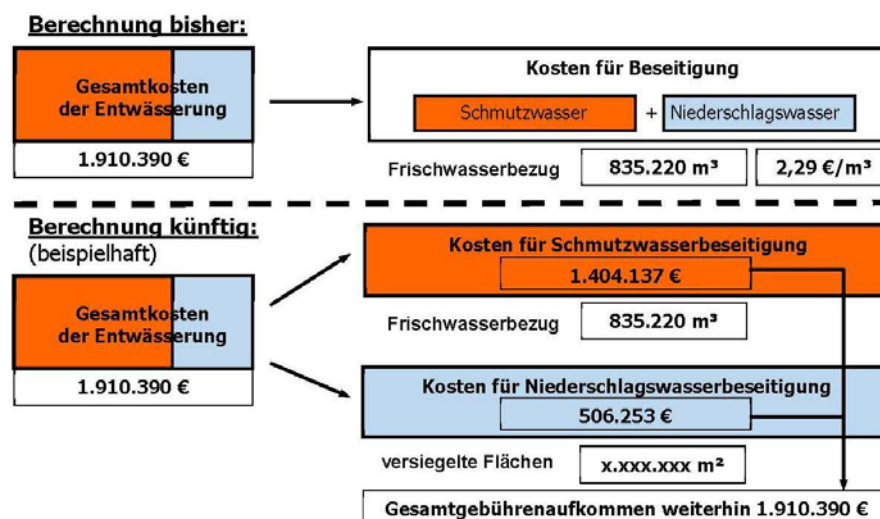 Berechnung bisher:
Gesamtkosten
der Entwässerung
1.910.390 €
Kosten für Beseitigung
Schmutzwasser + Niederschlagswasser
Frischwasserbezug 835.220 m³ 2,29 €/m³
Berechnung künftig:
(beispielhaft)
Gesamtkosten
der Entwässerung
1.910.390 €
Kosten für Schmutzwasserbeseitigung
1.404.137 €
Frischwasserbezug 835.220 m³
Kosten für Niederschlagswasserbeseitigung
506.253 €
versiegelte Flächen x.xxx.xxx m²
Gesamtgebührenaufkommen weiterhin 1.910.390 €